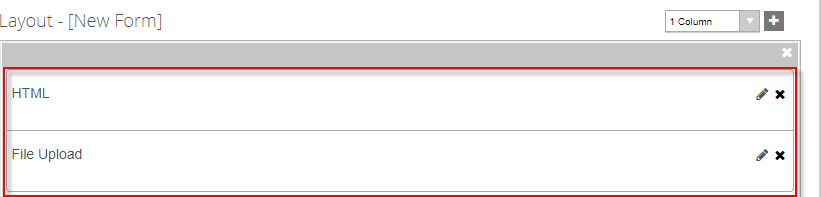 Layout - [New Form]
1 Column
HTML
File Upload